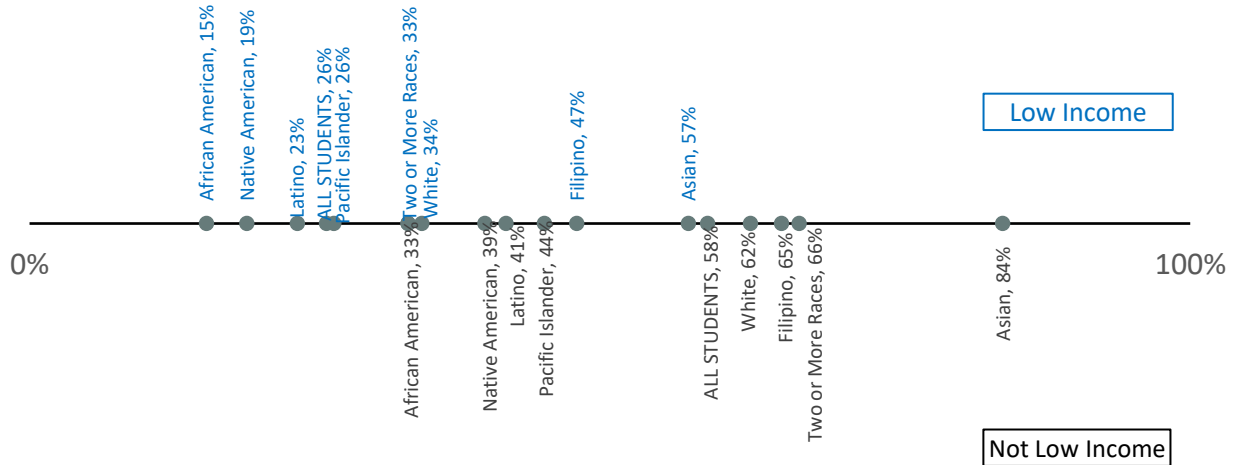 African American, 15%
Native American, 19%
Latino, 23%
ALL STUDENTS, 26%
Pacific Islander, 26%
Two or More Races, 33%
White, 34%
Filipino, 47%
Asian, 57%
Low Income
0%
100%
African American, 33%
Native American, 39%
Latino, 41%
Pacific Islander, 44%
ALL STUDENTS, 58%
White, 62%
Filipino, 65%
Two or More Races, 66%
Asian, 84%
Not Low Income